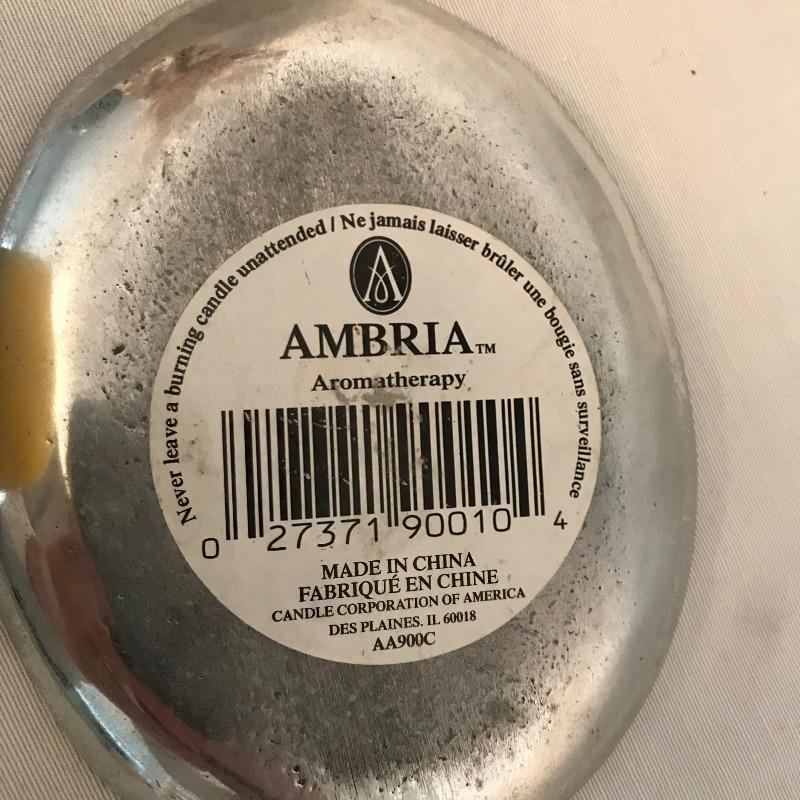 Never leave a burning candle unattended / Ne jamais laisser brûler une bougie sans surveillance
A
AMBRIA™
Aromatherapy
0 27371 90010 4
MADE IN CHINA
FABRIQUÉ EN CHINE
CANDLE CORPORATION OF AMERICA
DES PLAINES. IL 60018
AA900C